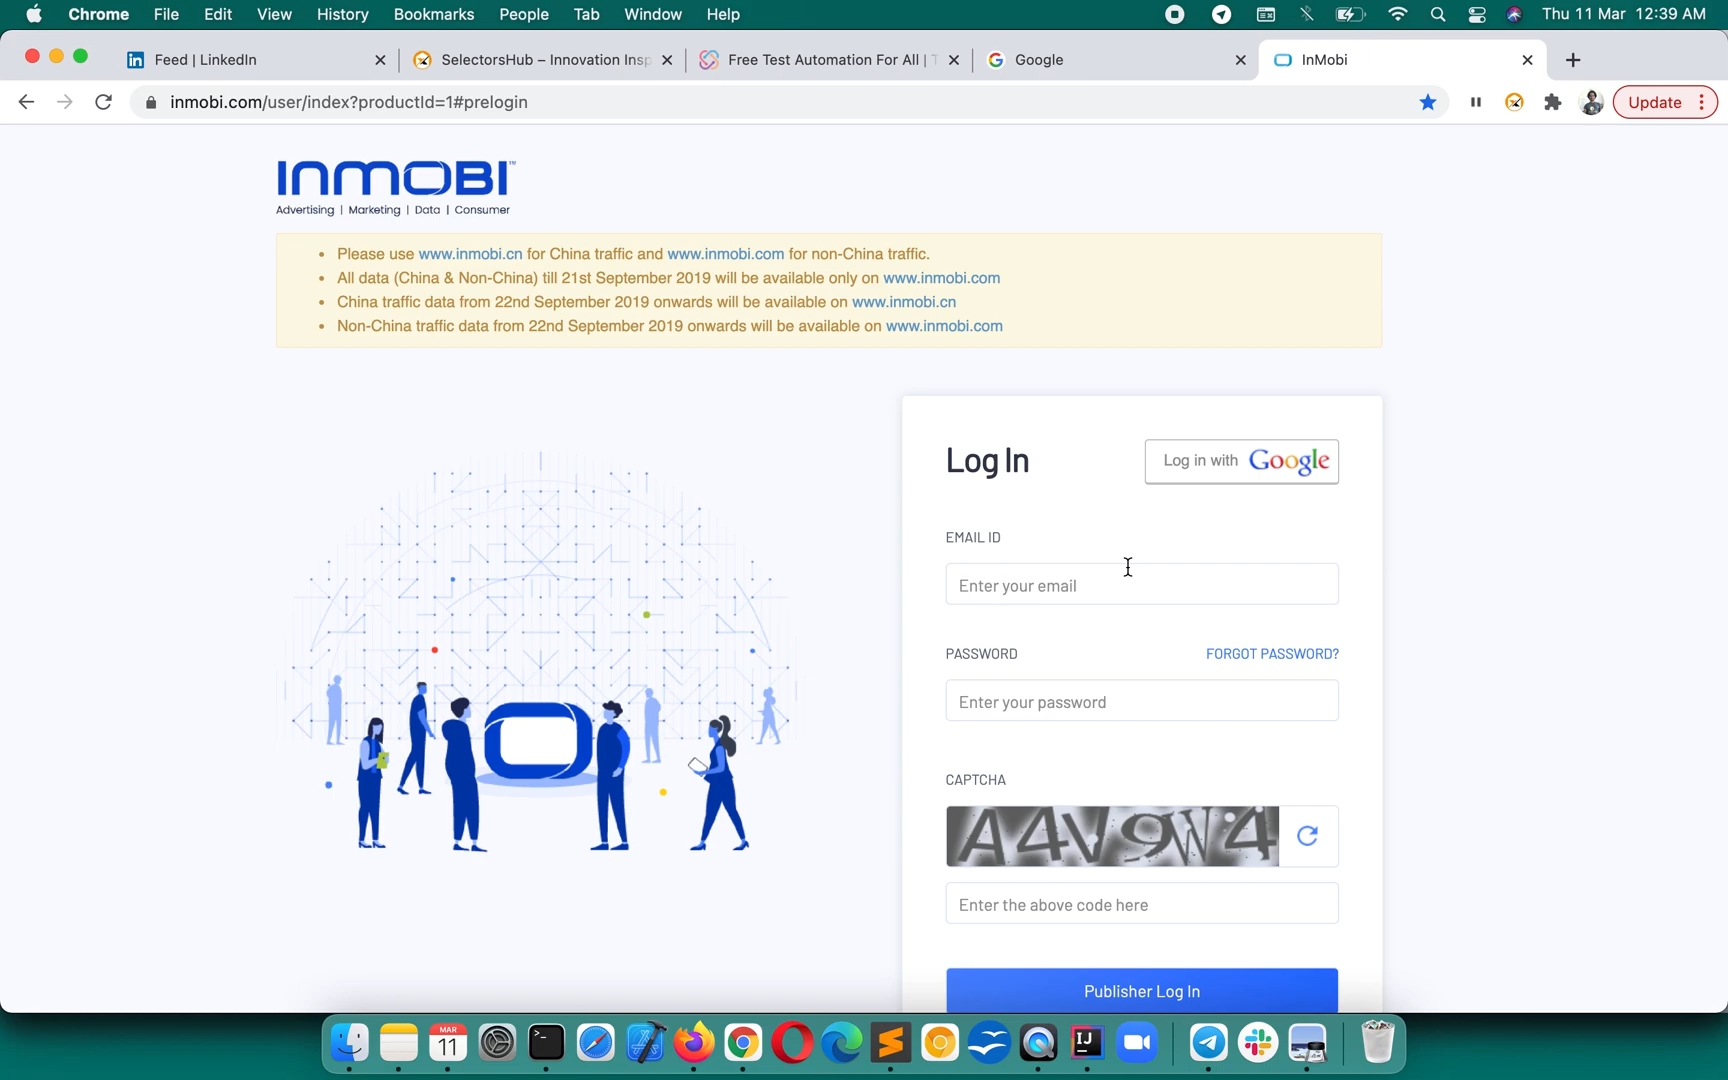 Chrome File Edit View History Bookmarks People Tab Window Help Thu 11 Mar 12:39 AM
Feed | LinkedIn SelectorsHub – Innovation Insp Free Test Automation For All | T Google InMobi
inmobi.com/user/index?productId=1#prelogin Update
INMOBI™
Advertising | Marketing | Data | Consumer
• Please use www.inmobi.cn for China traffic and www.inmobi.com for non-China traffic.
• All data (China & Non-China) till 21st September 2019 will be available only on www.inmobi.com
• China traffic data from 22nd September 2019 onwards will be available on www.inmobi.cn
• Non-China traffic data from 22nd September 2019 onwards will be available on www.inmobi.com
Log In Log in with Google
EMAIL ID
Enter your email
PASSWORD FORGOT PASSWORD?
Enter your password
CAPTCHA
A4V9W4
Enter the above code here
Publisher Log In
MAR
11
IJ